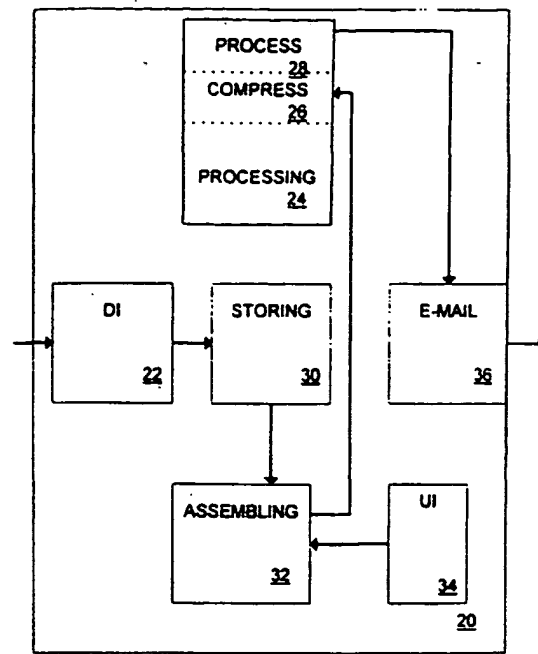 PROCESS
28
COMPRESS
26
PROCESSING
24
DI
22
STORING
30
E-MAIL
36
ASSEMBLING
32
UI
34
20